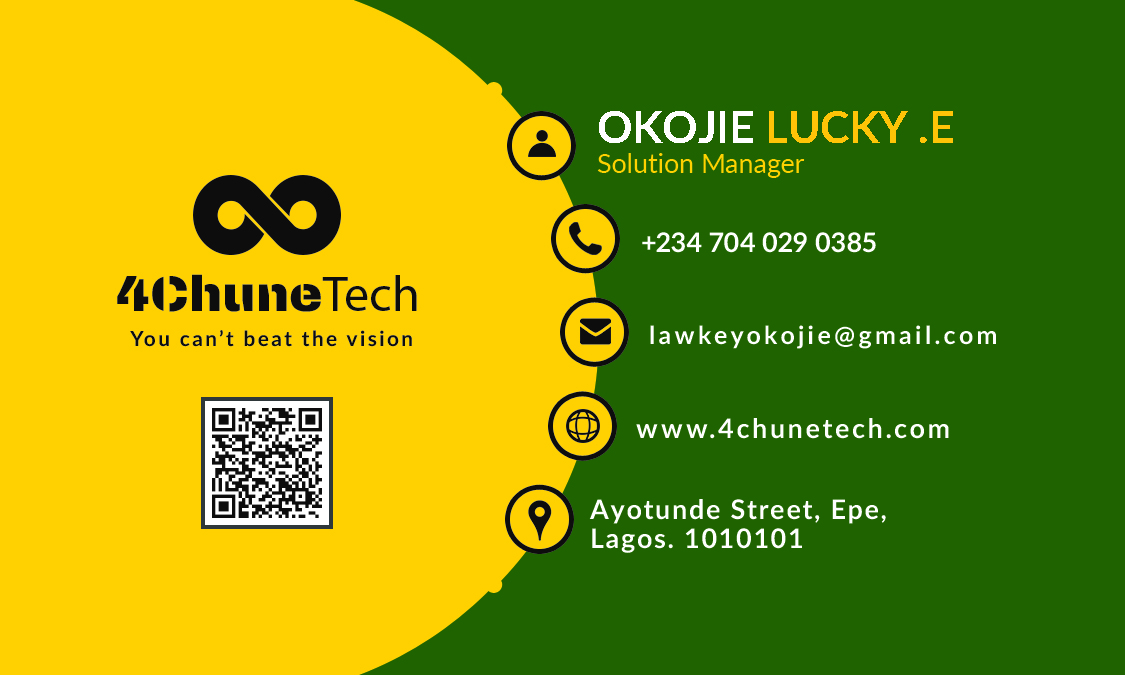 4ChuneTech
You can’t beat the vision
OKOJIE LUCKY .E
Solution Manager
+234 704 029 0385
lawkeyokojie@gmail.com
www.4chunetech.com
Ayotunde Street, Epe,
Lagos. 1010101